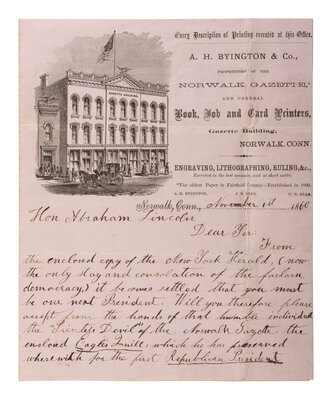 Every Description of Printing executed at this Office.
A. H. BYINGTON & Co.,
PROPRIETORS OF THE
NORWALK GAZETTE,
AND GENERAL
Book, Job and Card Printers,
Gazette Building,
NORWALK, CONN.
ENGRAVING, LITHOGRAPHING, RULING, &c.,
Executed in the best manner, and at short notice.
The oldest Paper in Fairfield County—Established in 1800.
A. H. BYINGTON,
Norwalk, Conn., November 1st 1860
Hon Abraham Lincoln
Dear Sir.
From
the enclosed copy of the New York Herald, (now
the only stay and consolation of the forlorn
democracy,) it becomes settled that you must
be our next President. Will you therefore please
accept from the hands of that humble individual
the "Printer's Devil" of the Norwalk Gazette, the
enclosed Eagles Quill, which he has preserved
wherewith for the first Republican President